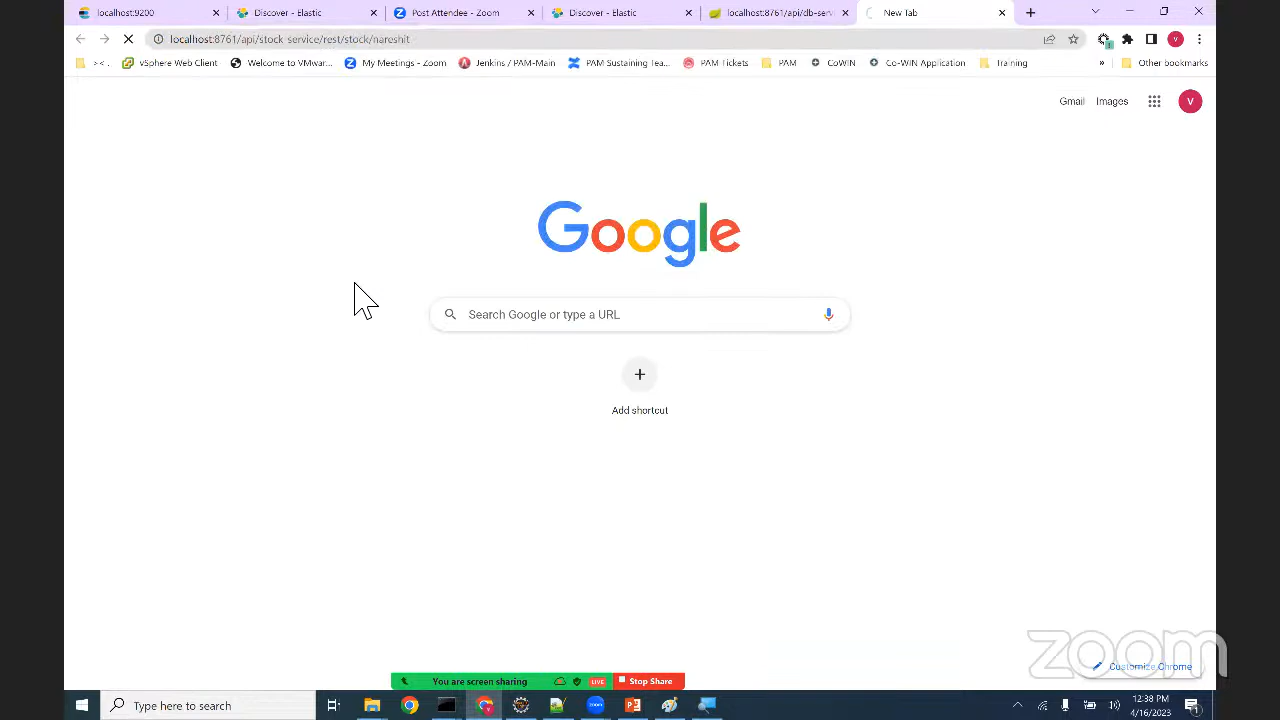 localhost:9200
Discover - Elastic
Post Attendee - Zoom
Discover - Elastic
localhost:8761/api/db-serv
New Tab
localhost:8761/api/stock-service/rest/stock/nareshit
>< .
vSphere Web Client
Welcome to VMwar...
My Meetings - Zoom
Jenkins / PAM-Main
PAM Sustaining Tea...
PAM Tickets
PAM
CoWIN
Co-WIN Application
Training
»
Other bookmarks
Gmail
Images
V
Google
Search Google or type a URL
Add shortcut
zoom
Customize Chrome
You are screen sharing
LIVE
Stop Share
Type here to search
12:38 PM
4/16/2023